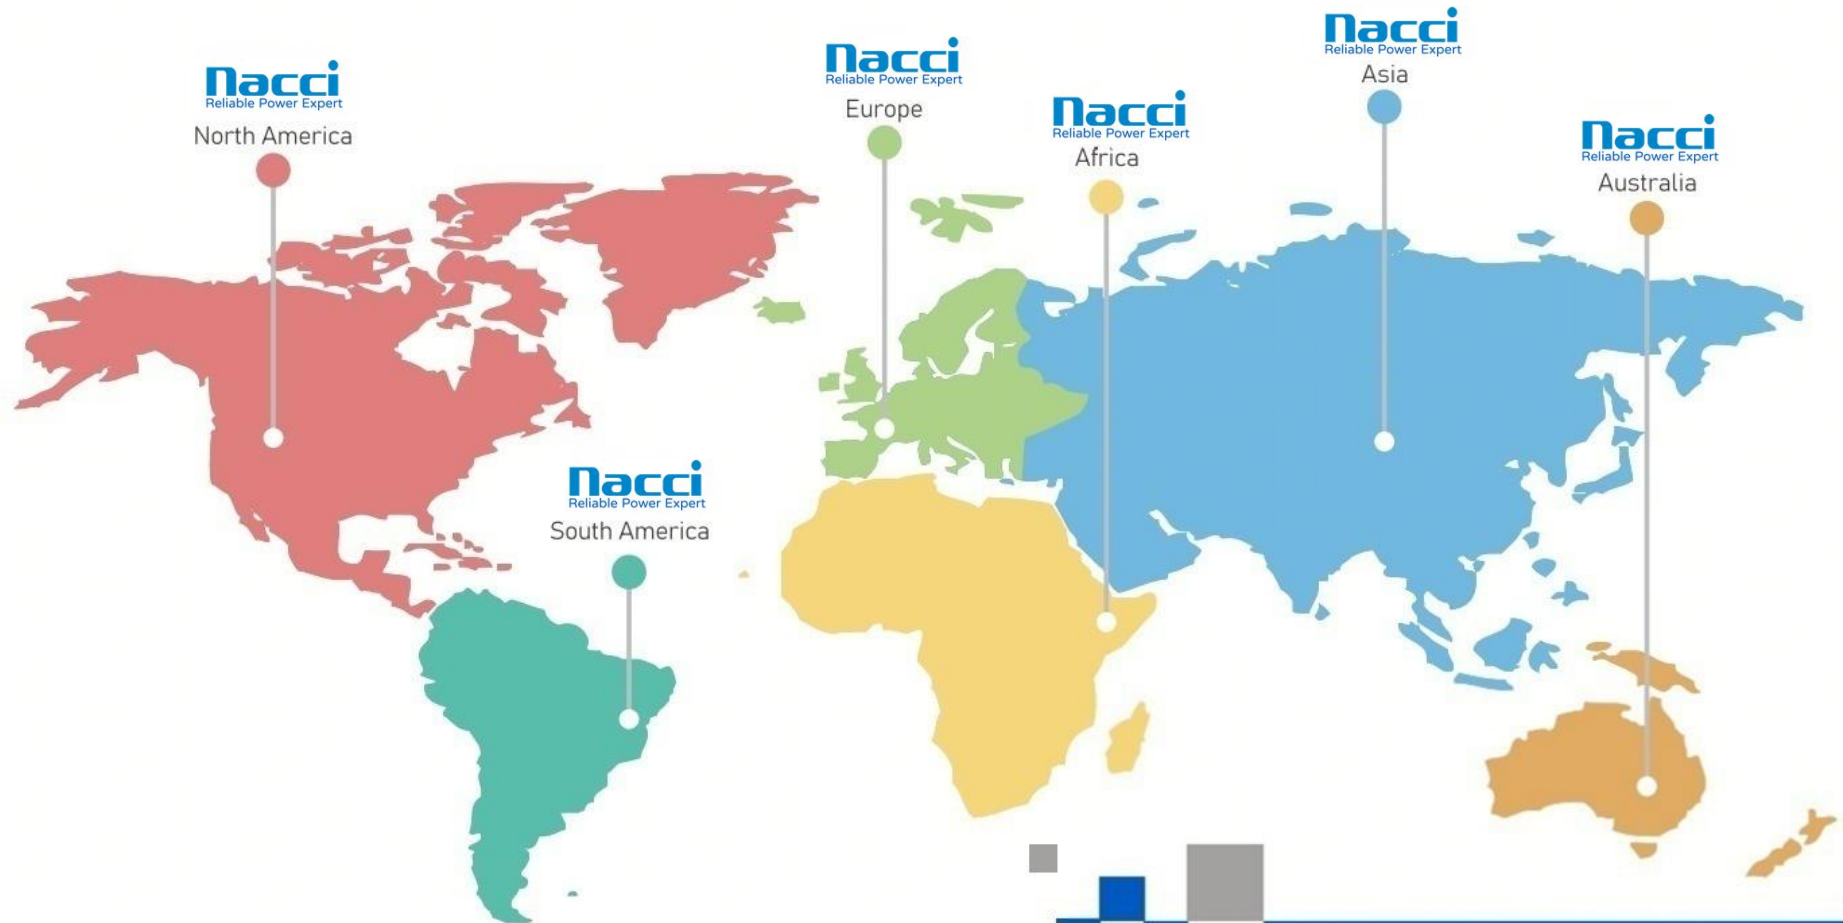 nacci
Reliable Power Expert
North America
nacci
Reliable Power Expert
Europe
nacci
Reliable Power Expert
Africa
nacci
Reliable Power Expert
Asia
nacci
Reliable Power Expert
Australia
nacci
Reliable Power Expert
South America